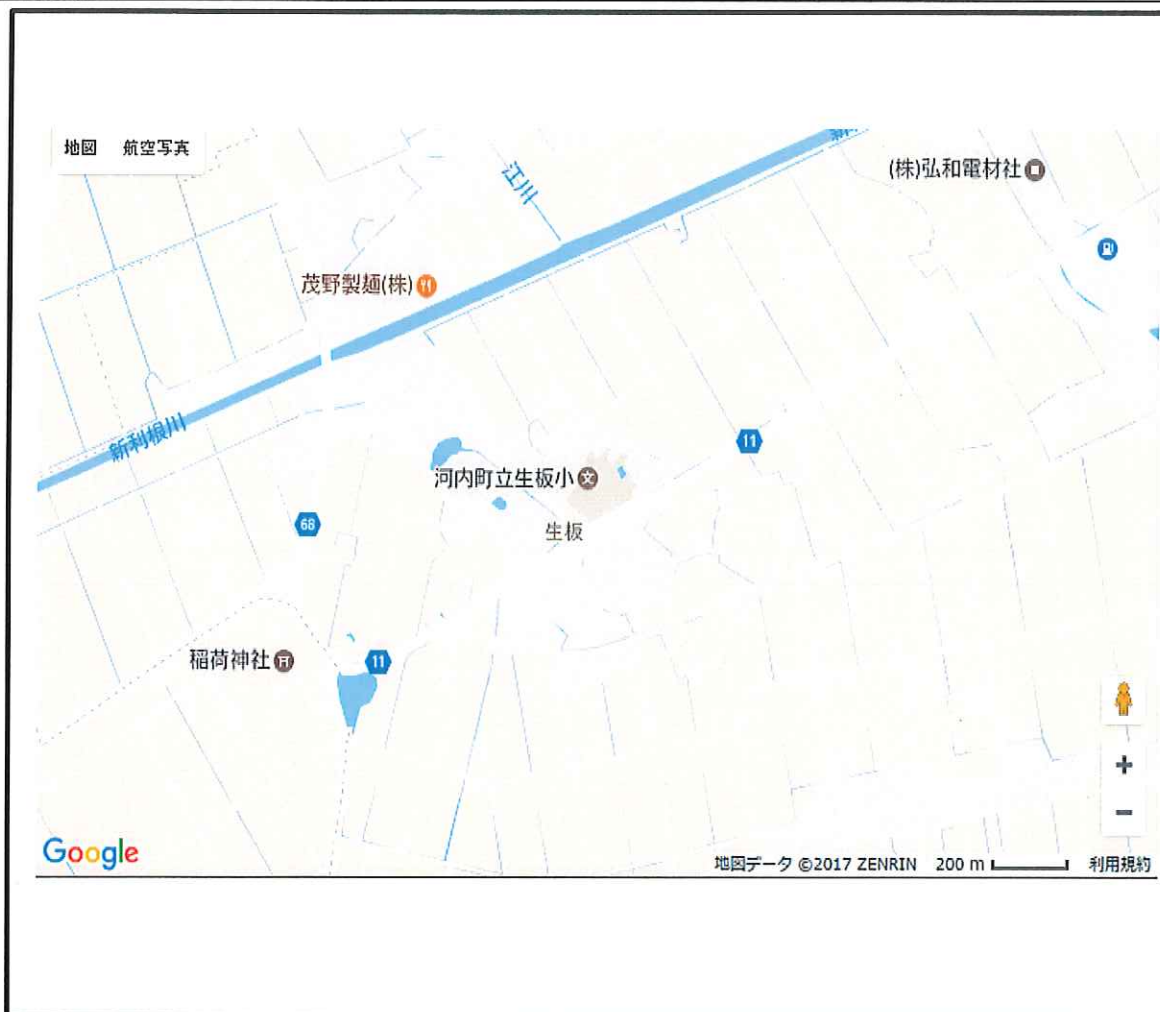 地図 航空写真
(株)弘和電材社
江川
茂野製麺(株)
新利根川
11
河内町立生板小
文
68
生板
稲荷神社
11
Google
地図データ ©2017 ZENRIN 200 m 利用規約